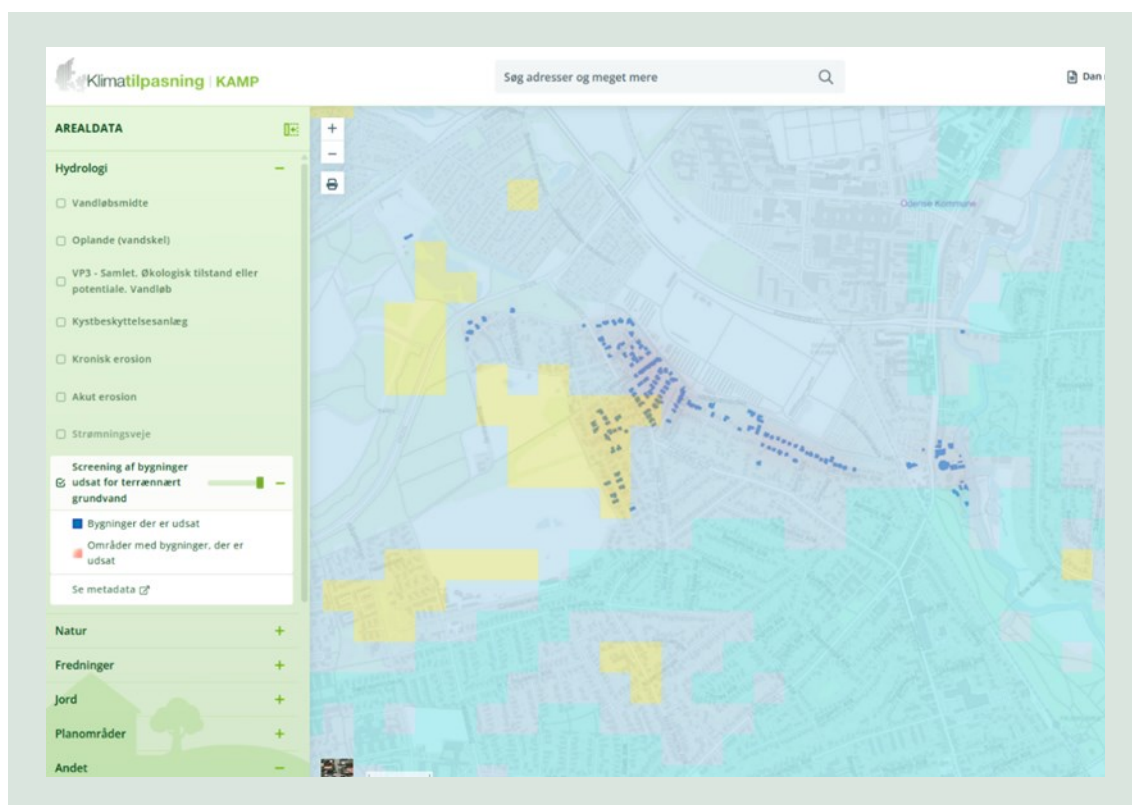 Klimatilpasning | KAMP
Søg adresser og meget mere
Dan
AREALDATA
Hydrologi
Vandløbsmidte
Oplande (vandskel)
VP3 - Samlet. Økologisk tilstand eller
potentiale. Vandløb
Kystbeskyttelsesanlæg
Kronisk erosion
Akut erosion
Strømningsveje
Screening af bygninger
udsat for terrænnært
grundvand
Bygninger der er udsat
Områder med bygninger, der er
udsat
Se metadata
Natur
Fredninger
Jord
Planområder
Andet
Odense Kommune